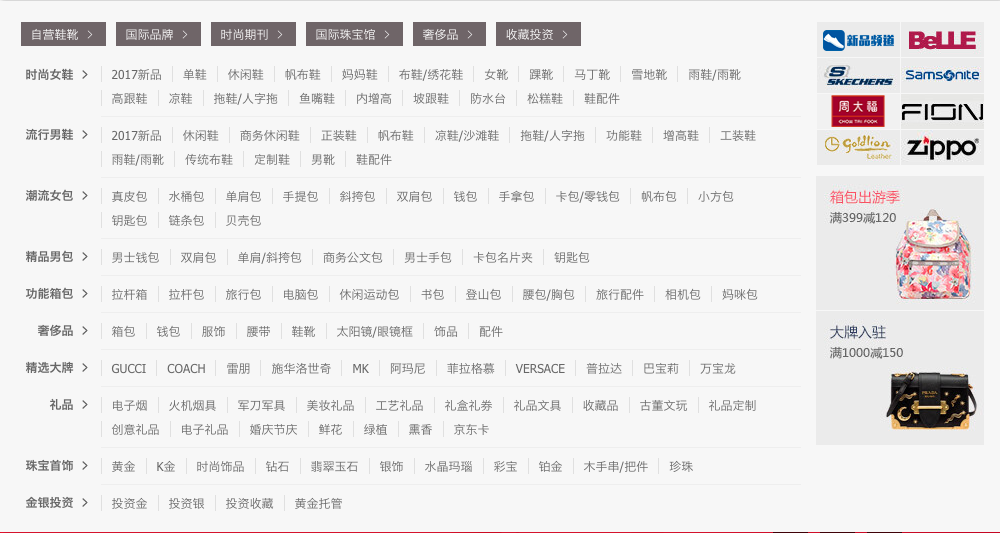 自营鞋靴 国际品牌 时尚期刊 国际珠宝馆 奢侈品 收藏投资
时尚女鞋 2017新品 单鞋 休闲鞋 帆布鞋 妈妈鞋 布鞋/绣花鞋 女靴 踝靴 马丁靴 雪地靴 雨鞋/雨靴
高跟鞋 凉鞋 拖鞋/人字拖 鱼嘴鞋 内增高 坡跟鞋 防水台 松糕鞋 鞋配件
流行男鞋 2017新品 休闲鞋 商务休闲鞋 正装鞋 帆布鞋 凉鞋/沙滩鞋 拖鞋/人字拖 功能鞋 增高鞋 工装鞋
雨鞋/雨靴 传统布鞋 定制鞋 男靴 鞋配件
潮流女包 真皮包 水桶包 单肩包 手提包 斜挎包 双肩包 钱包 手拿包 卡包/零钱包 帆布包 小方包
钥匙包 链条包 贝壳包
精品男包 男士钱包 双肩包 单肩/斜挎包 商务公文包 男士手包 卡包名片夹 钥匙包
功能箱包 拉杆箱 拉杆包 旅行包 电脑包 休闲运动包 书包 登山包 腰包/胸包 旅行配件 相机包 妈咪包
奢侈品 箱包 钱包 服饰 腰带 鞋靴 太阳镜/眼镜框 饰品 配件
精选大牌 GUCCI COACH 雷朋 施华洛世奇 MK 阿玛尼 菲拉格慕 VERSACE 普拉达 巴宝莉 万宝龙
礼品 电子烟 火机烟具 军刀军具 美妆礼品 工艺礼品 礼盒礼券 礼品文具 收藏品 古董文玩 礼品定制
创意礼品 电子礼品 婚庆节庆 鲜花 绿植 熏香 京东卡
珠宝首饰 黄金 K金 时尚饰品 钻石 翡翠玉石 银饰 水晶玛瑙 彩宝 铂金 木手串/把件 珍珠
金银投资 投资金 投资银 投资收藏 黄金托管
新品频道 BeLLE
SKECHERS Samsonite
周大福 CHOW TAI FOOK FION
Goldlion Leather zippo
箱包出游季
满399减120
大牌入驻
满1000减150
PRADA